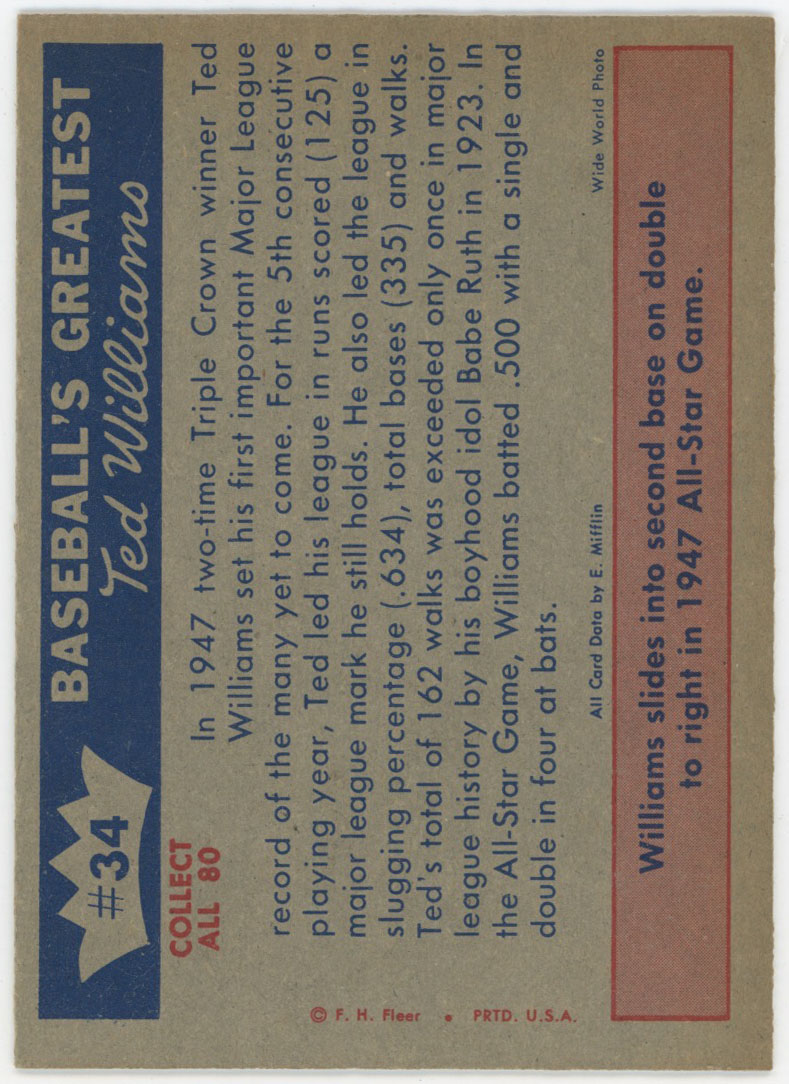 #34
BASEBALL'S GREATEST
Ted Williams
COLLECT
ALL 80
In 1947 two-time Triple Crown winner Ted
Williams set his first important Major League
record of the many yet to come. For the 5th consecutive
playing year, Ted led his league in runs scored (125) a
major league mark he still holds. He also led the league in
slugging percentage (.634), total bases (335) and walks.
Ted's total of 162 walks was exceeded only once in major
league history by his boyhood idol Babe Ruth in 1923. In
the All-Star Game, Williams batted .500 with a single and
double in four at bats.
All Card Data by E. Mifflin
Wide World Photo
Williams slides into second base on double
to right in 1947 All-Star Game.
© F. H. Fleer • PRTD. U.S.A.